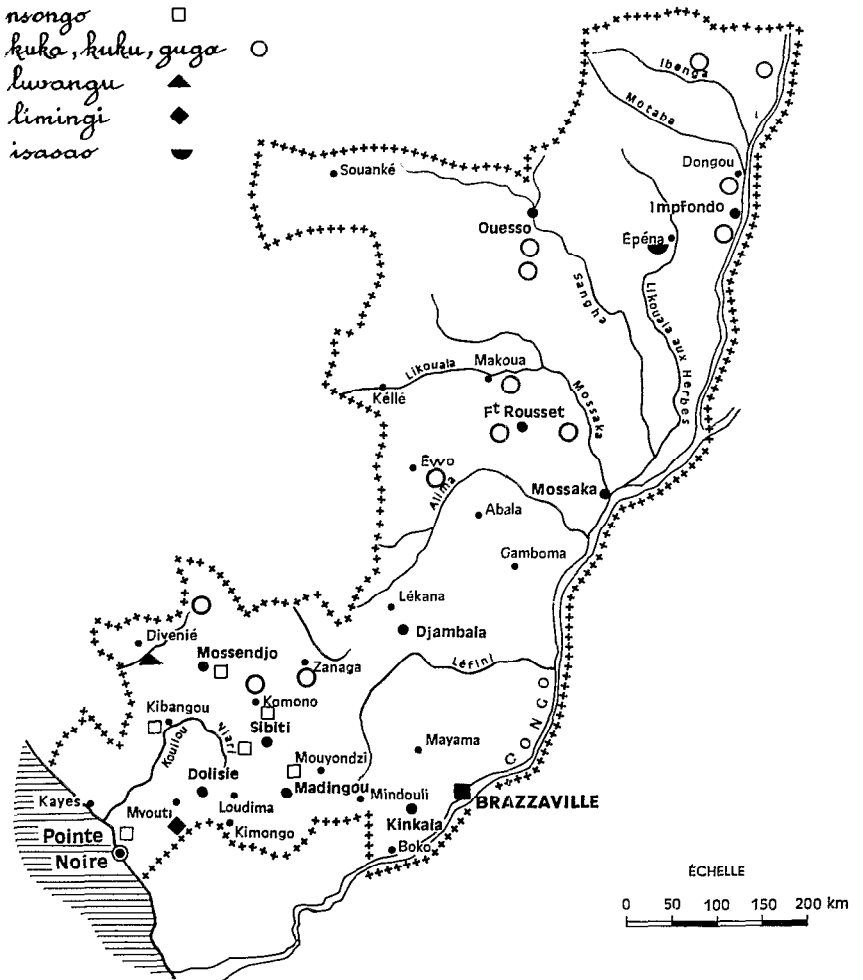 nsongo
kuka, kuku, guga
luvangu
limingi
isasao
Ibenga
Motaba
Dongou
Souanké
Impfondo
Ouesso
Épéna
Sangha
Likouala aux Herbes
Likouala
Makoua
Kéllé
Mossaka
Ft Rousset
Ewo
Alima
Mossaka
Abala
Gamboma
Lékana
Divenié
Djambala
Mossendjo
Zanaga
Léfini
Komono
Kibangou
Sibiti
CONGO
Niari
Kouilou
Mayama
Mouyondzi
Dolisie
Madingou
Mindouli
Kayes
Mvouti
Loudima
BRAZZAVILLE
Kinkala
Kimongo
Pointe
Noire
Boko
ÉCHELLE
0 50 100 150 200 km